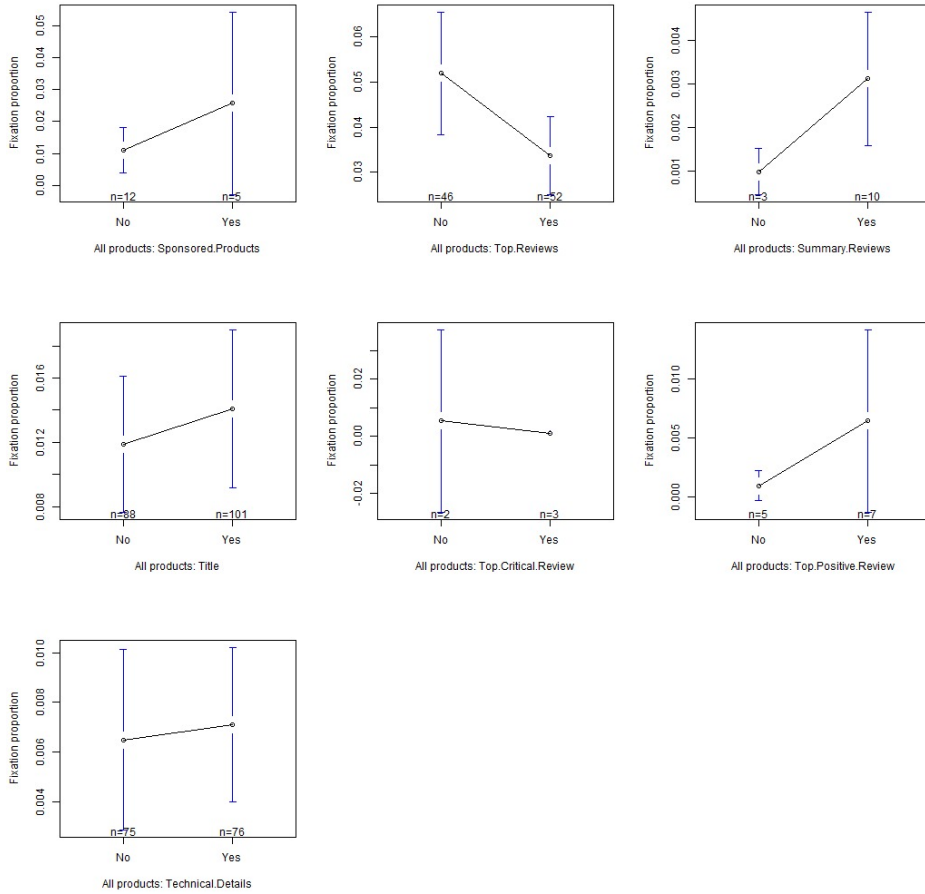 Fixation proportion
0.00 0.01 0.02 0.03 0.04 0.05
n=12 n=5
No Yes
All products: Sponsored.Products
Fixation proportion
0.03 0.04 0.05 0.06
n=46 n=52
No Yes
All products: Top.Reviews
Fixation proportion
0.001 0.002 0.003 0.004
n=3 n=10
No Yes
All products: Summary.Reviews
Fixation proportion
0.008 0.012 0.016
n=88 n=101
No Yes
All products: Title
Fixation proportion
-0.02 0.00 0.02
n=2 n=3
No Yes
All products: Top.Critical.Review
Fixation proportion
0.000 0.005 0.010
n=5 n=7
No Yes
All products: Top.Positive.Review
Fixation proportion
0.004 0.006 0.008 0.010
n=75 n=76
No Yes
All products: Technical.Details